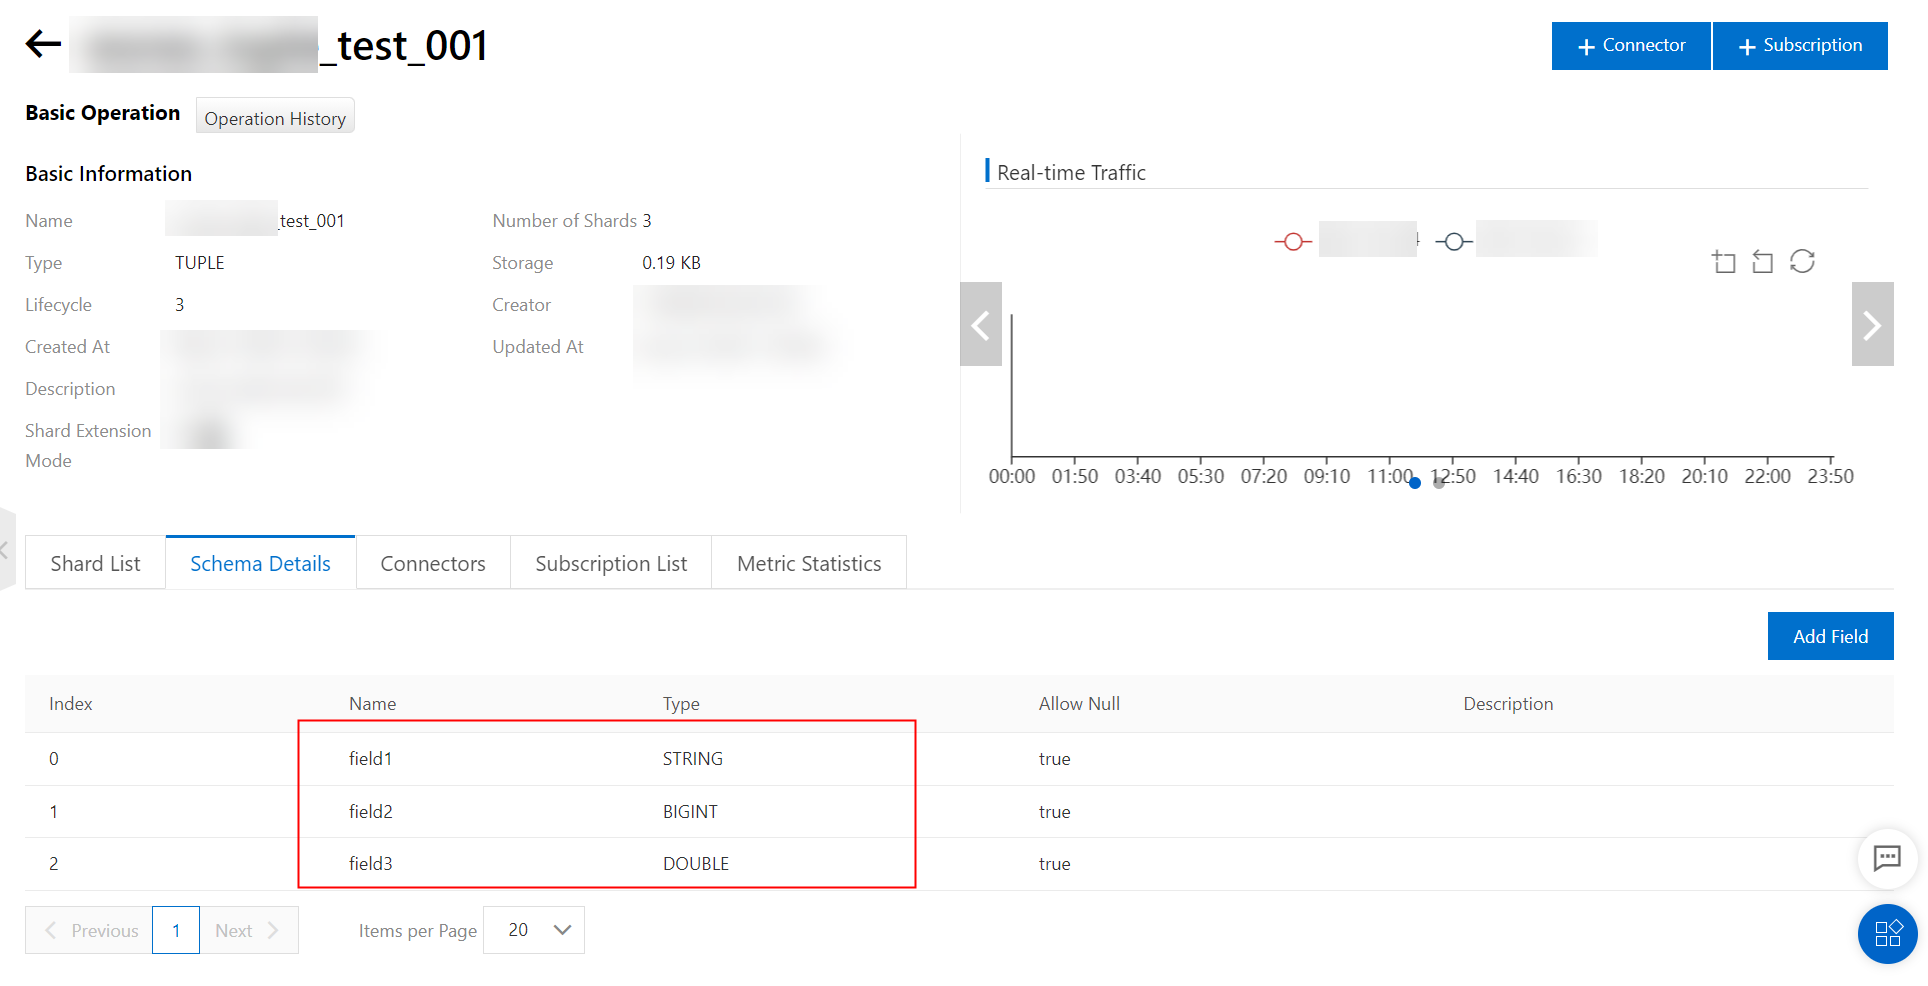 _test_001
+ Connector
+ Subscription
Basic Operation
Operation History
Basic Information
Name
_test_001
Number of Shards 3
Type
TUPLE
Storage
0.19 KB
Lifecycle
3
Creator
Created At
Updated At
Description
Shard Extension
Mode
Real-time Traffic
00:00 01:50 03:40 05:30 07:20 09:10 11:00 12:50 14:40 16:30 18:20 20:10 22:00 23:50
Shard List
Schema Details
Connectors
Subscription List
Metric Statistics
Add Field
Index Name Type Allow Null Description
0 field1 STRING true
1 field2 BIGINT true
2 field3 DOUBLE true
Previous 1 Next
Items per Page 20